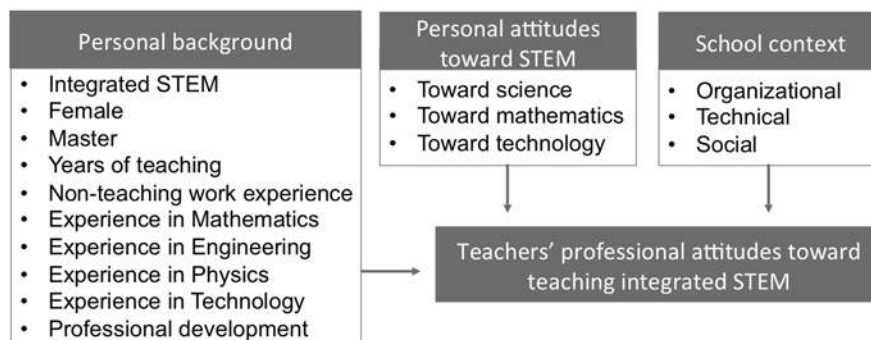 Personal background
• Integrated STEM
• Female
• Master
• Years of teaching
• Non-teaching work experience
• Experience in Mathematics
• Experience in Engineering
• Experience in Physics
• Experience in Technology
• Professional development
Personal attitudes
toward STEM
• Toward science
• Toward mathematics
• Toward technology
School context
• Organizational
• Technical
• Social
Teachers’ professional attitudes toward
teaching integrated STEM